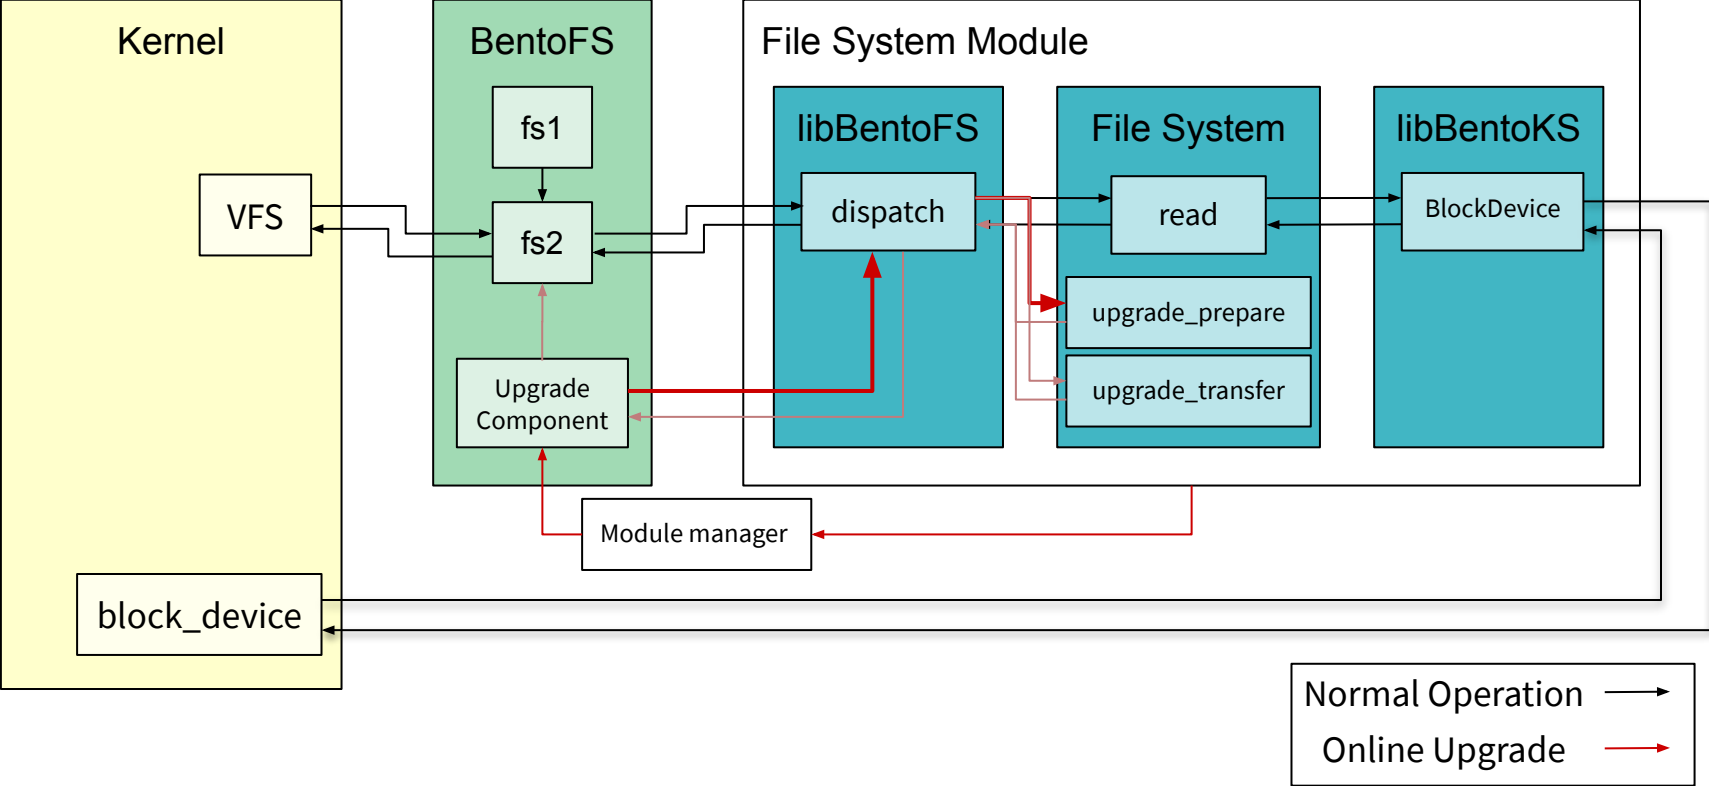 Kernel
BentoFS
File System Module
fs1
libBentoFS
File System
libBentoKS
VFS
fs2
dispatch
read
BlockDevice
upgrade_prepare
Upgrade
Component
upgrade_transfer
Module manager
block_device
Normal Operation
Online Upgrade